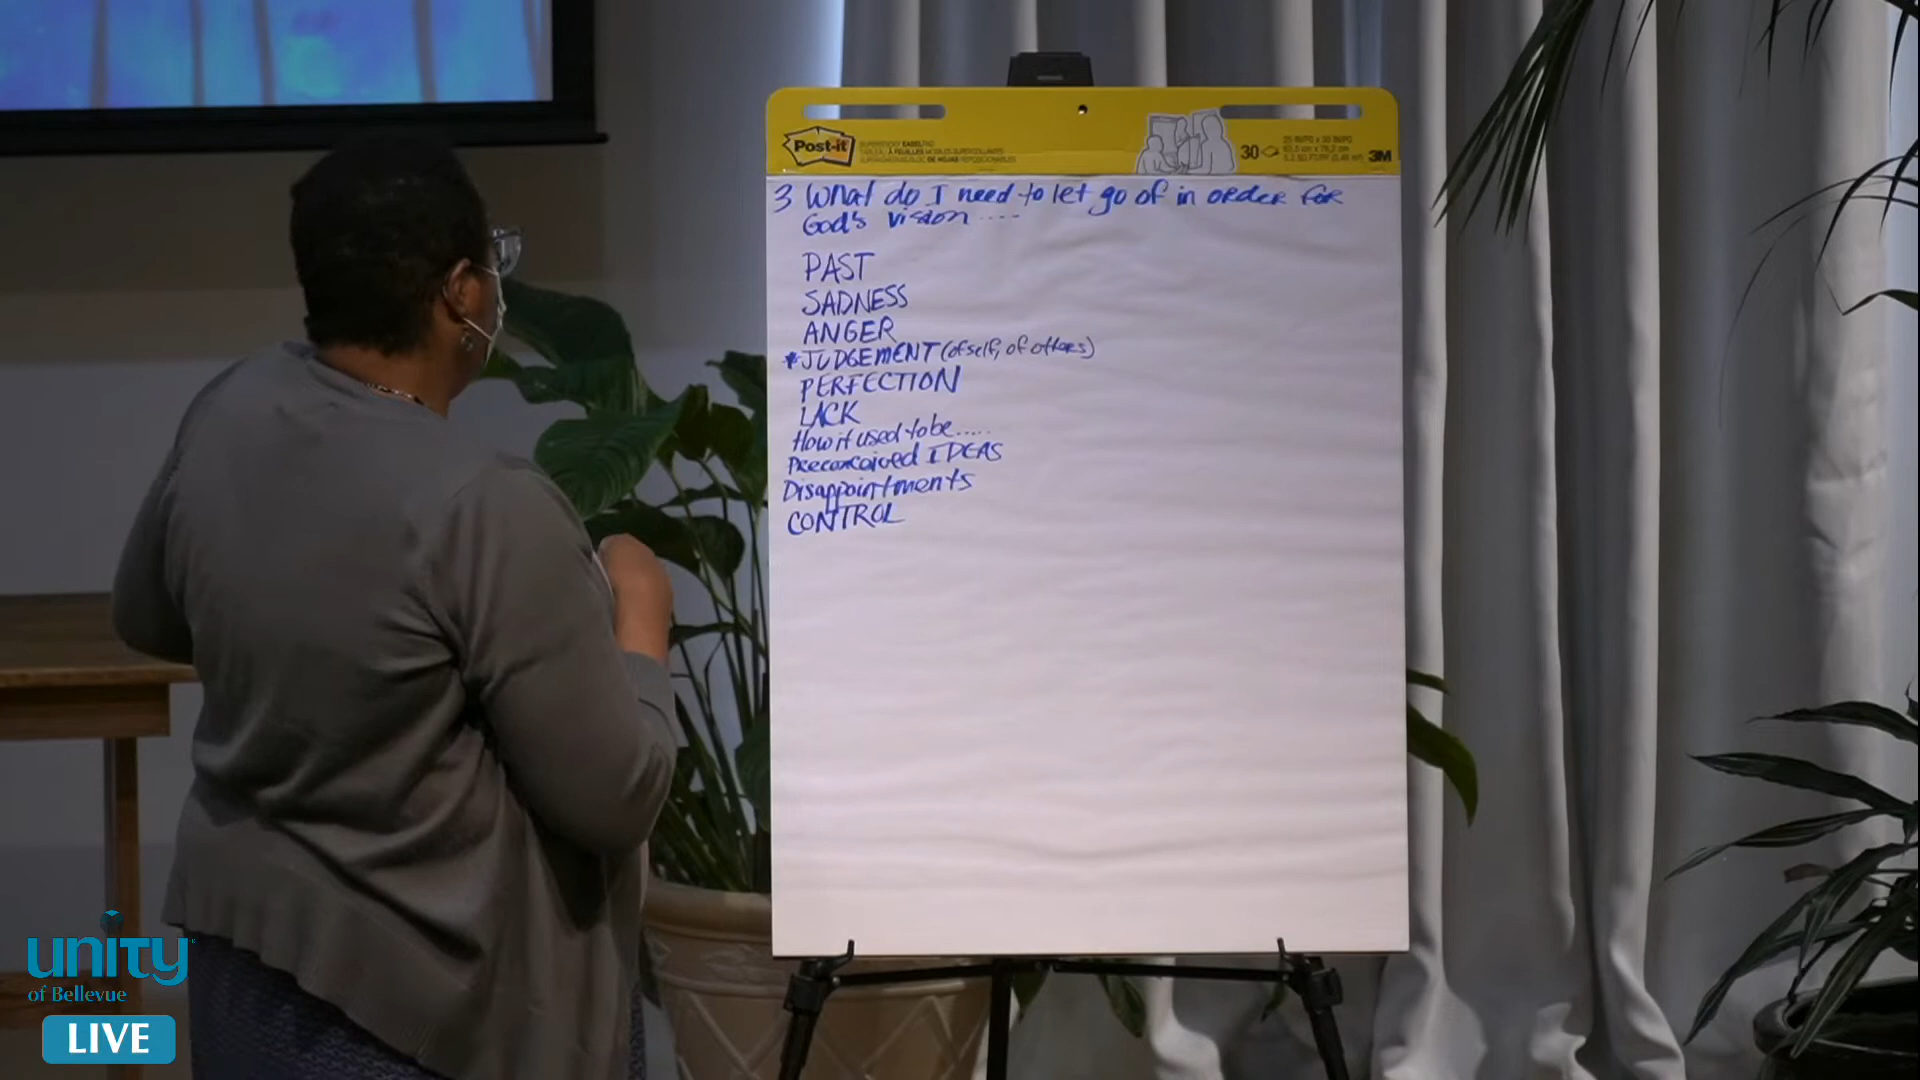 Post-it
30
3M
3 What do I need to let go of in order for
God's vision ....
PAST
SADNESS
ANGER
*JUDGEMENT (of self, of others)
PERFECTION
LACK
How it used to be.....
Preconceived IDEAS
Disappointments
CONTROL
unity
of Bellevue
LIVE